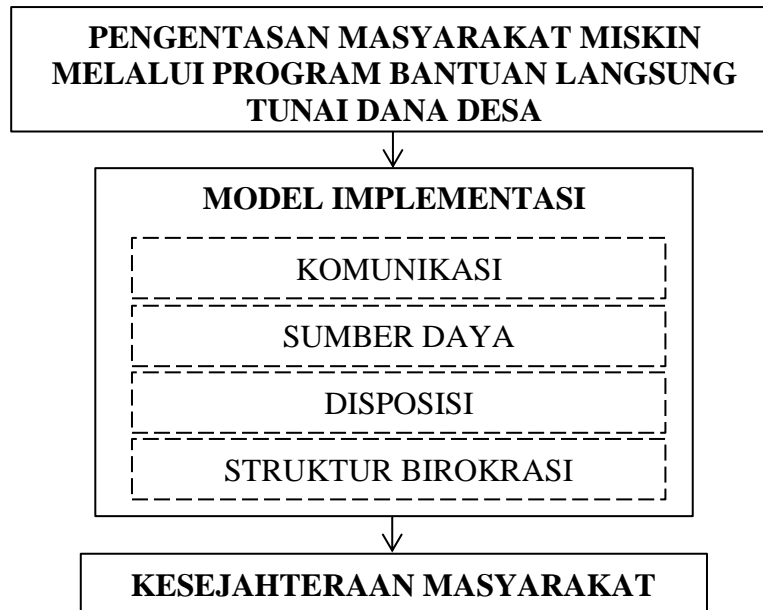 PENGENTASAN MASYARAKAT MISKIN
MELALUI PROGRAM BANTUAN LANGSUNG
TUNAI DANA DESA
MODEL IMPLEMENTASI
KOMUNIKASI
SUMBER DAYA
DISPOSISI
STRUKTUR BIROKRASI
KESEJAHTERAAN MASYARAKAT